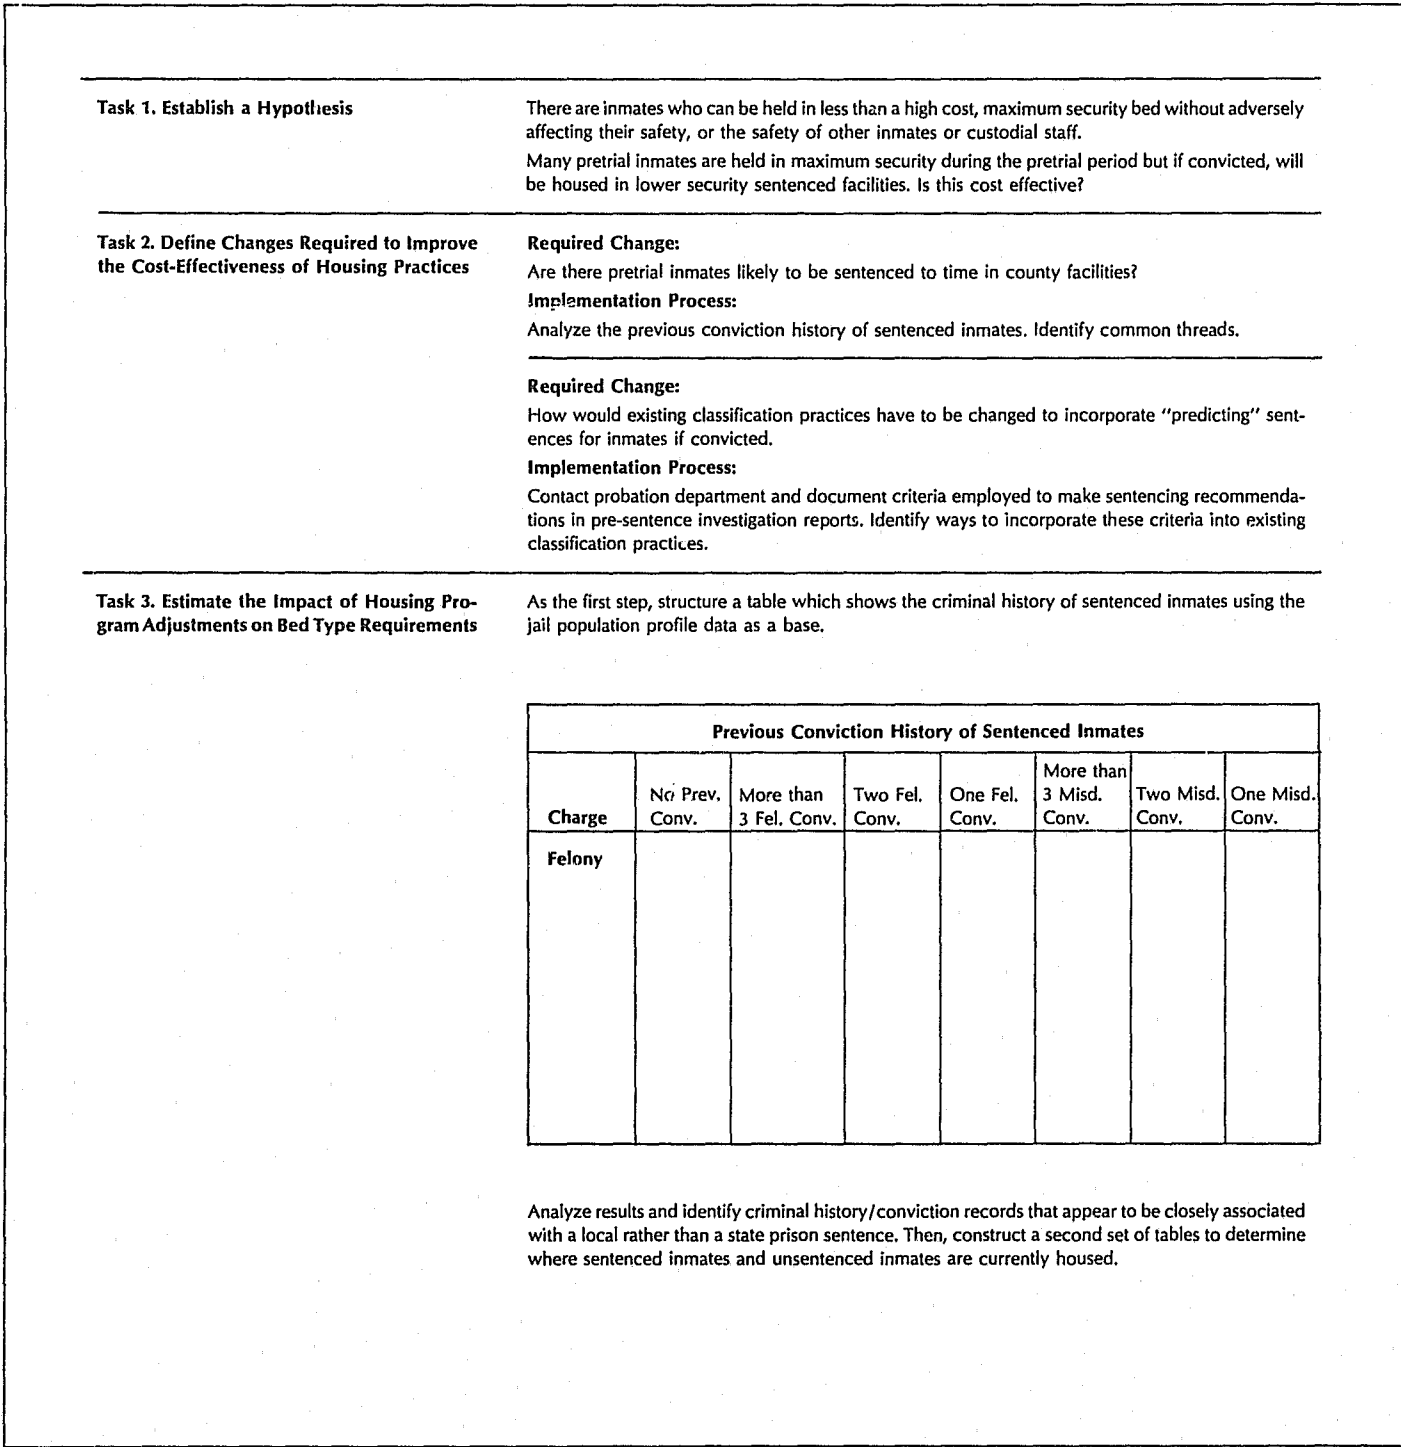 Task 1. Establish a Hypothesis
There are inmates who can be held in less than a high cost, maximum security bed without adversely
affecting their safety, or the safety of other inmates or custodial staff.
Many pretrial inmates are held in maximum security during the pretrial period but if convicted, will
be housed in lower security sentenced facilities. Is this cost effective?
Task 2. Define Changes Required to Improve
the Cost-Effectiveness of Housing Practices
Required Change:
Are there pretrial inmates likely to be sentenced to time in county facilities?
Implementation Process:
Analyze the previous conviction history of sentenced inmates. Identify common threads.
Required Change:
How would existing classification practices have to be changed to incorporate "predicting" sent-
ences for inmates if convicted.
Implementation Process:
Contact probation department and document criteria employed to make sentencing recommenda-
tions in pre-sentence investigation reports. Identify ways to incorporate these criteria into existing
classification practices.
Task 3. Estimate the Impact of Housing Pro-
gram Adjustments on Bed Type Requirements
As the first step, structure a table which shows the criminal history of sentenced inmates using the
jail population profile data as a base.
Previous Conviction History of Sentenced Inmates
Charge
No Prev.
Conv.
More than
3 Fel. Conv.
Two Fel.
Conv.
One Fel.
Conv.
More than
3 Misd.
Conv.
Two Misd.
Conv.
One Misd.
Conv.
Felony
Analyze results and identify criminal history/conviction records that appear to be closely associated
with a local rather than a state prison sentence. Then, construct a second set of tables to determine
where sentenced inmates and unsentenced inmates are currently housed.